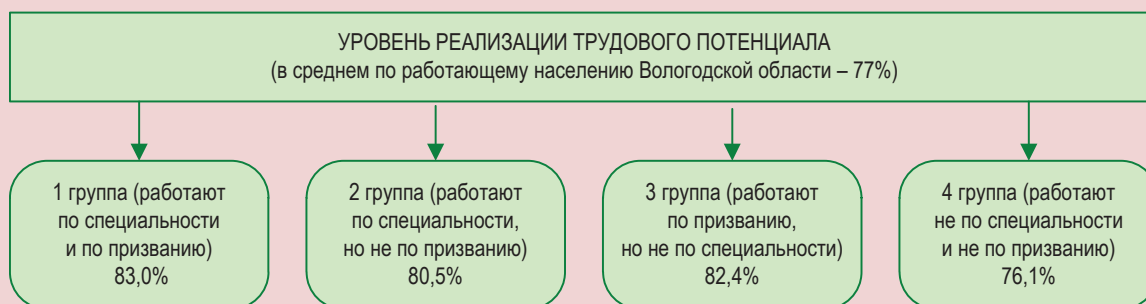 УРОВЕНЬ РЕАЛИЗАЦИИ ТРУДОВОГО ПОТЕНЦИАЛА
(в среднем по работающему населению Вологодской области – 77%)
1 группа (работают
по специальности
и по призванию)
83,0%
2 группа (работают
по специальности,
но не по призванию)
80,5%
3 группа (работают
по призванию,
но не по специальности)
82,4%
4 группа (работают
не по специальности
и не по призванию)
76,1%